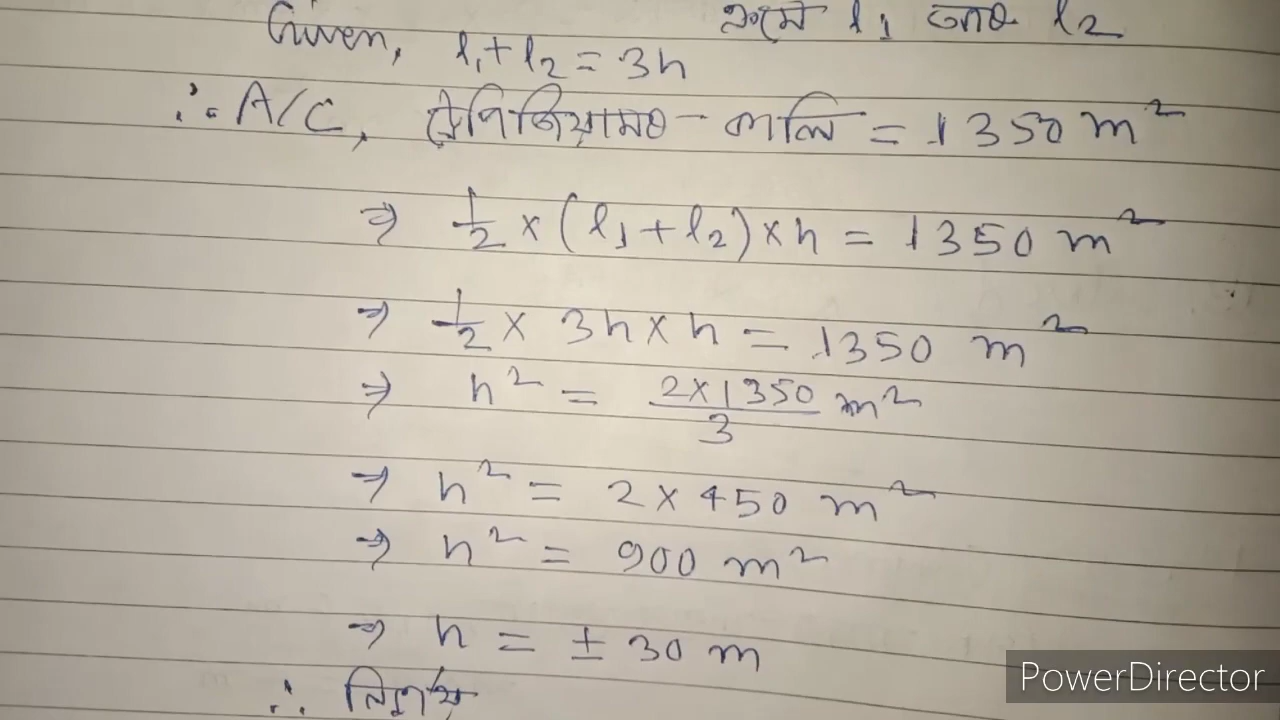 ক্ৰমে l₁ আৰু l₂
Given, l₁ + l₂ = 3h
∴ A/C, ট্ৰেপিজিয়ামৰ কালি = 1350 m²
⇒ 1/2 × (l₁ + l₂) × h = 1350 m²
⇒ 1/2 × 3h × h = 1350 m²
⇒ h² = (2×1350)/3 m²
⇒ h² = 2 × 450 m²
⇒ h² = 900 m²
⇒ h = ± 30 m
∴
PowerDirector